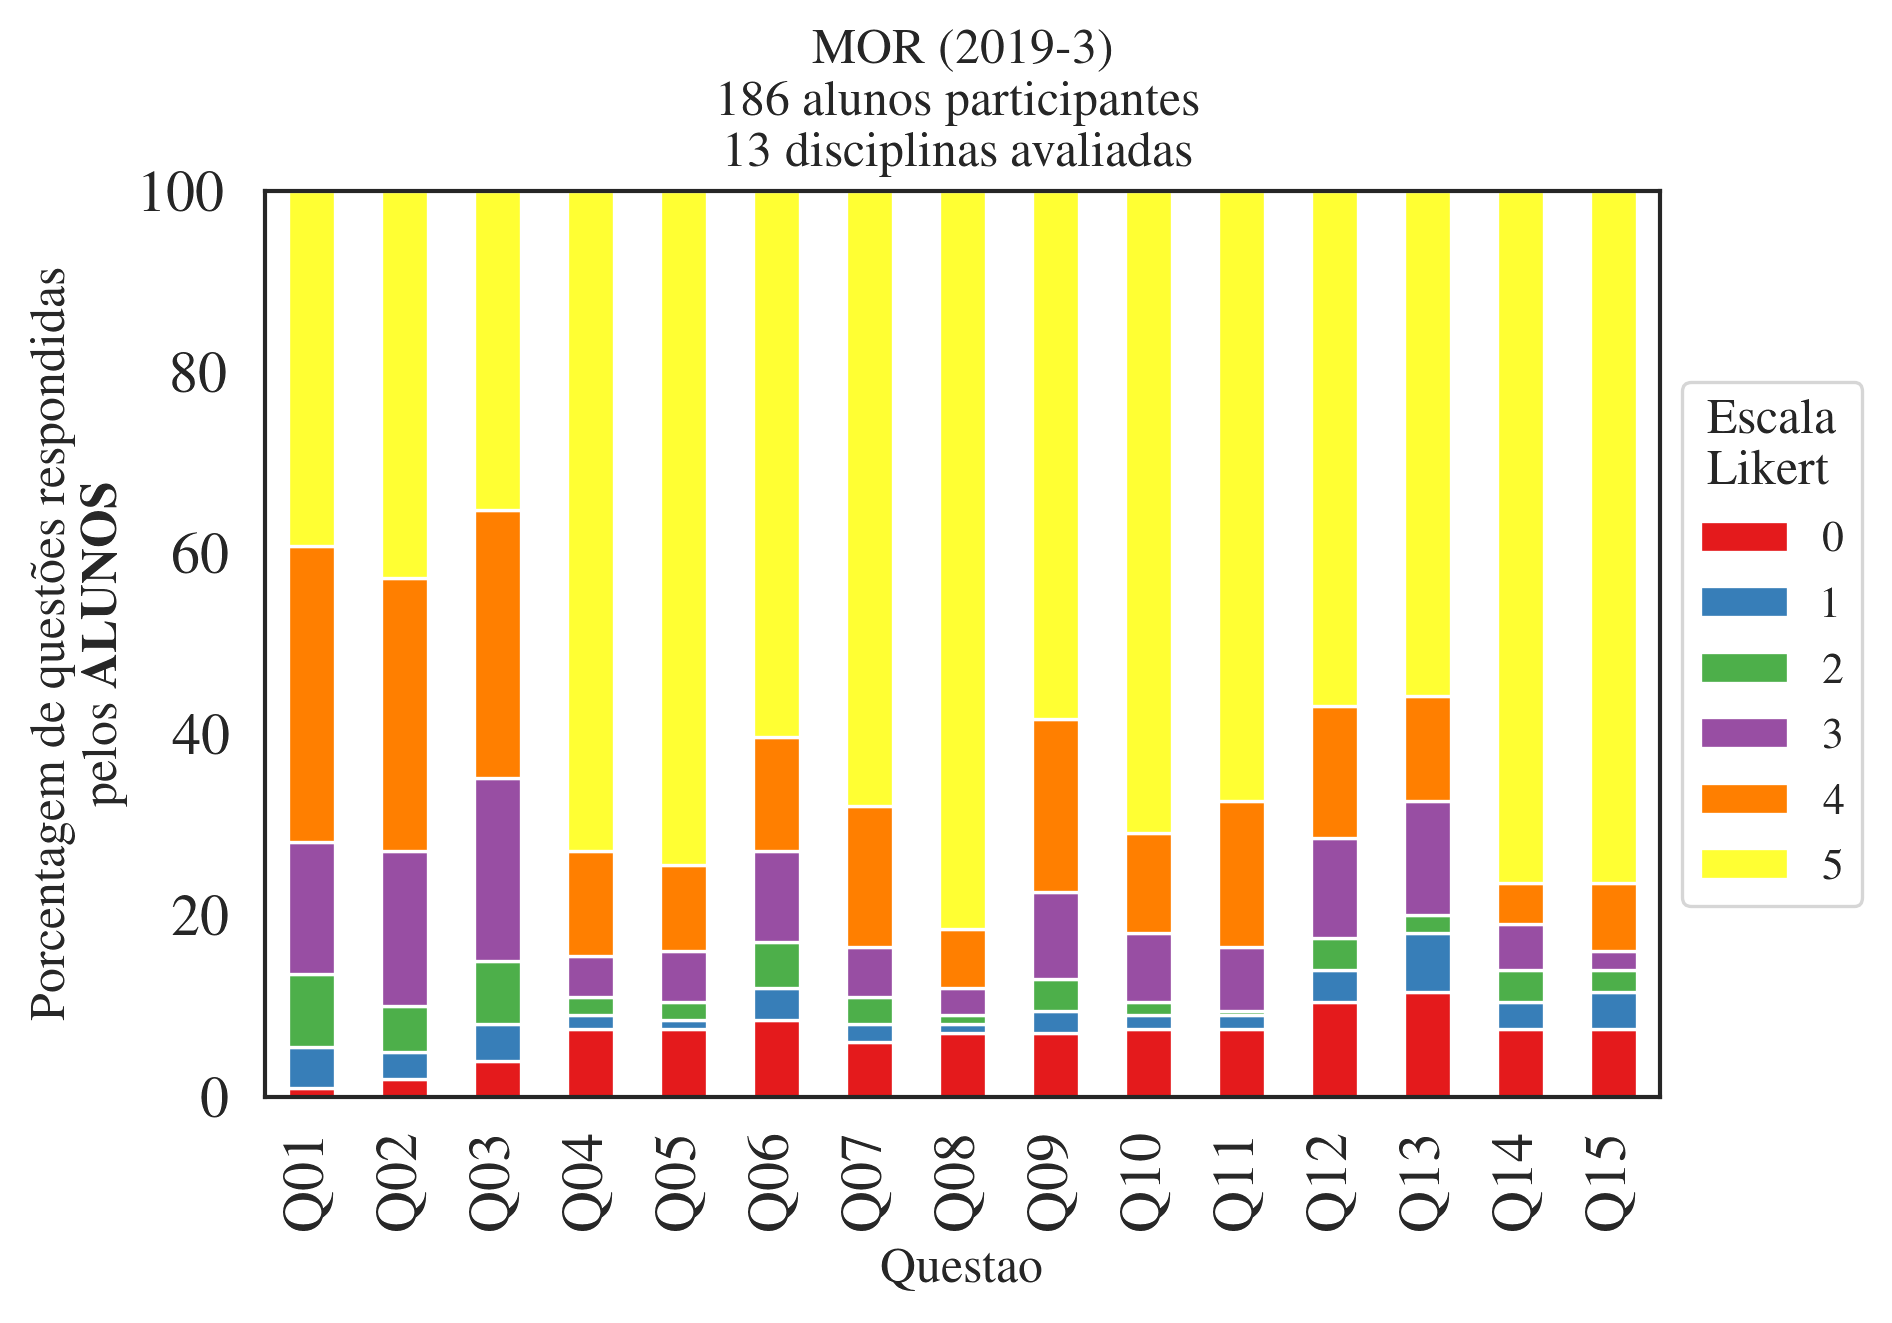 MOR (2019-3)
186 alunos participantes
13 disciplinas avaliadas
Porcentagem de questões respondidas
pelos ALUNOS
100
80
60
40
20
0
Q01
Q02
Q03
Q04
Q05
Q06
Q07
Q08
Q09
Q10
Q11
Q12
Q13
Q14
Q15
Questao
Escala
Likert
0
1
2
3
4
5